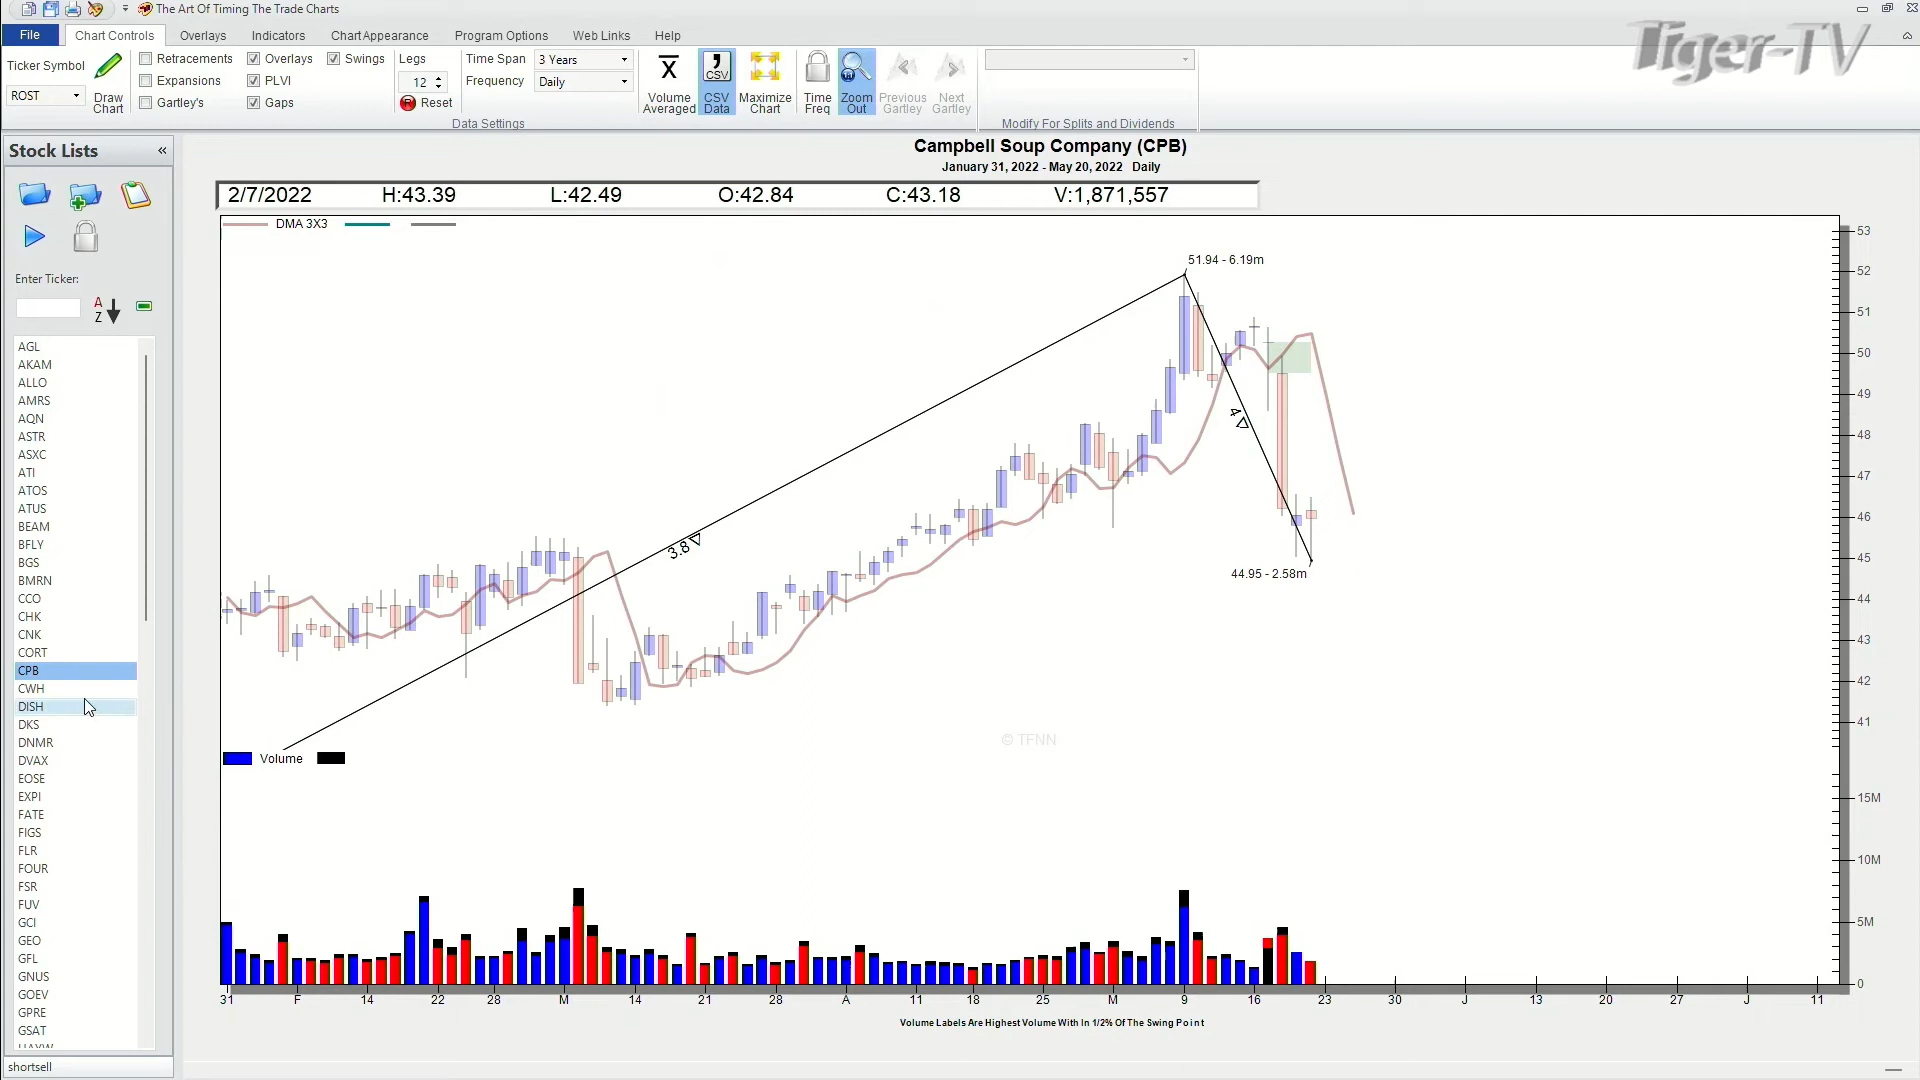 The Art Of Timing The Trade Charts
File Chart Controls Overlays Indicators Chart Appearance Program Options Web Links Help
Tiger-TV
Ticker Symbol
ROST
Draw
Chart
Retracements
Expansions
Gartley's
Overlays
PLVI
Gaps
Swings
Legs
12
Reset
Time Span 3 Years
Frequency Daily
Data Settings
Volume
Averaged
CSV
CSV
Data
Maximize
Chart
Time
Freq
Zoom
Out
Previous
Gartley
Next
Gartley
Modify For Splits and Dividends
Stock Lists «
Enter Ticker:
A
Z
AGL
AKAM
ALLO
AMRS
AQN
ASTR
ASXC
ATI
ATOS
ATUS
BEAM
BFLY
BGS
BMRN
CCO
CHK
CNK
CORT
CPB
CWH
DISH
DKS
DNMR
DVAX
EOSE
EXPI
FATE
FIGS
FLR
FOUR
FSR
FUV
GCI
GEO
GFL
GNUS
GOEV
GPRE
GSAT
shortsell
Campbell Soup Company (CPB)
January 31, 2022 - May 20, 2022 Daily
2/7/2022 H:43.39 L:42.49 O:42.84 C:43.18 V:1,871,557
DMA 3X3
51.94 - 6.19m
3.8
4
44.95 - 2.58m
© TFNN
53
52
51
50
49
48
47
46
45
44
43
42
41
Volume
15M
10M
5M
0
31 F 14 22 28 M 14 21 28 A 11 18 25 M 9 16 23 30 J 13 20 27 J 11
Volume Labels Are Highest Volume With In 1/2% Of The Swing Point